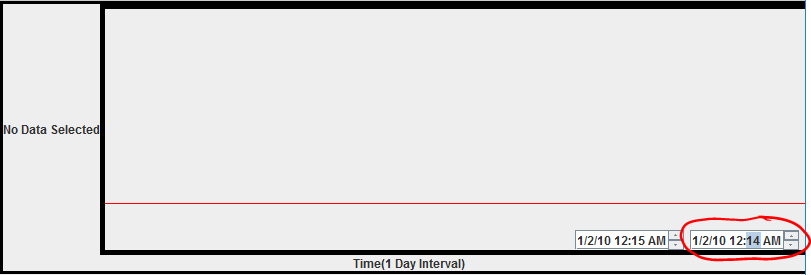 No Data Selected
1/2/10 12:15 AM 1/2/10 12:14 AM
Time(1 Day Interval)